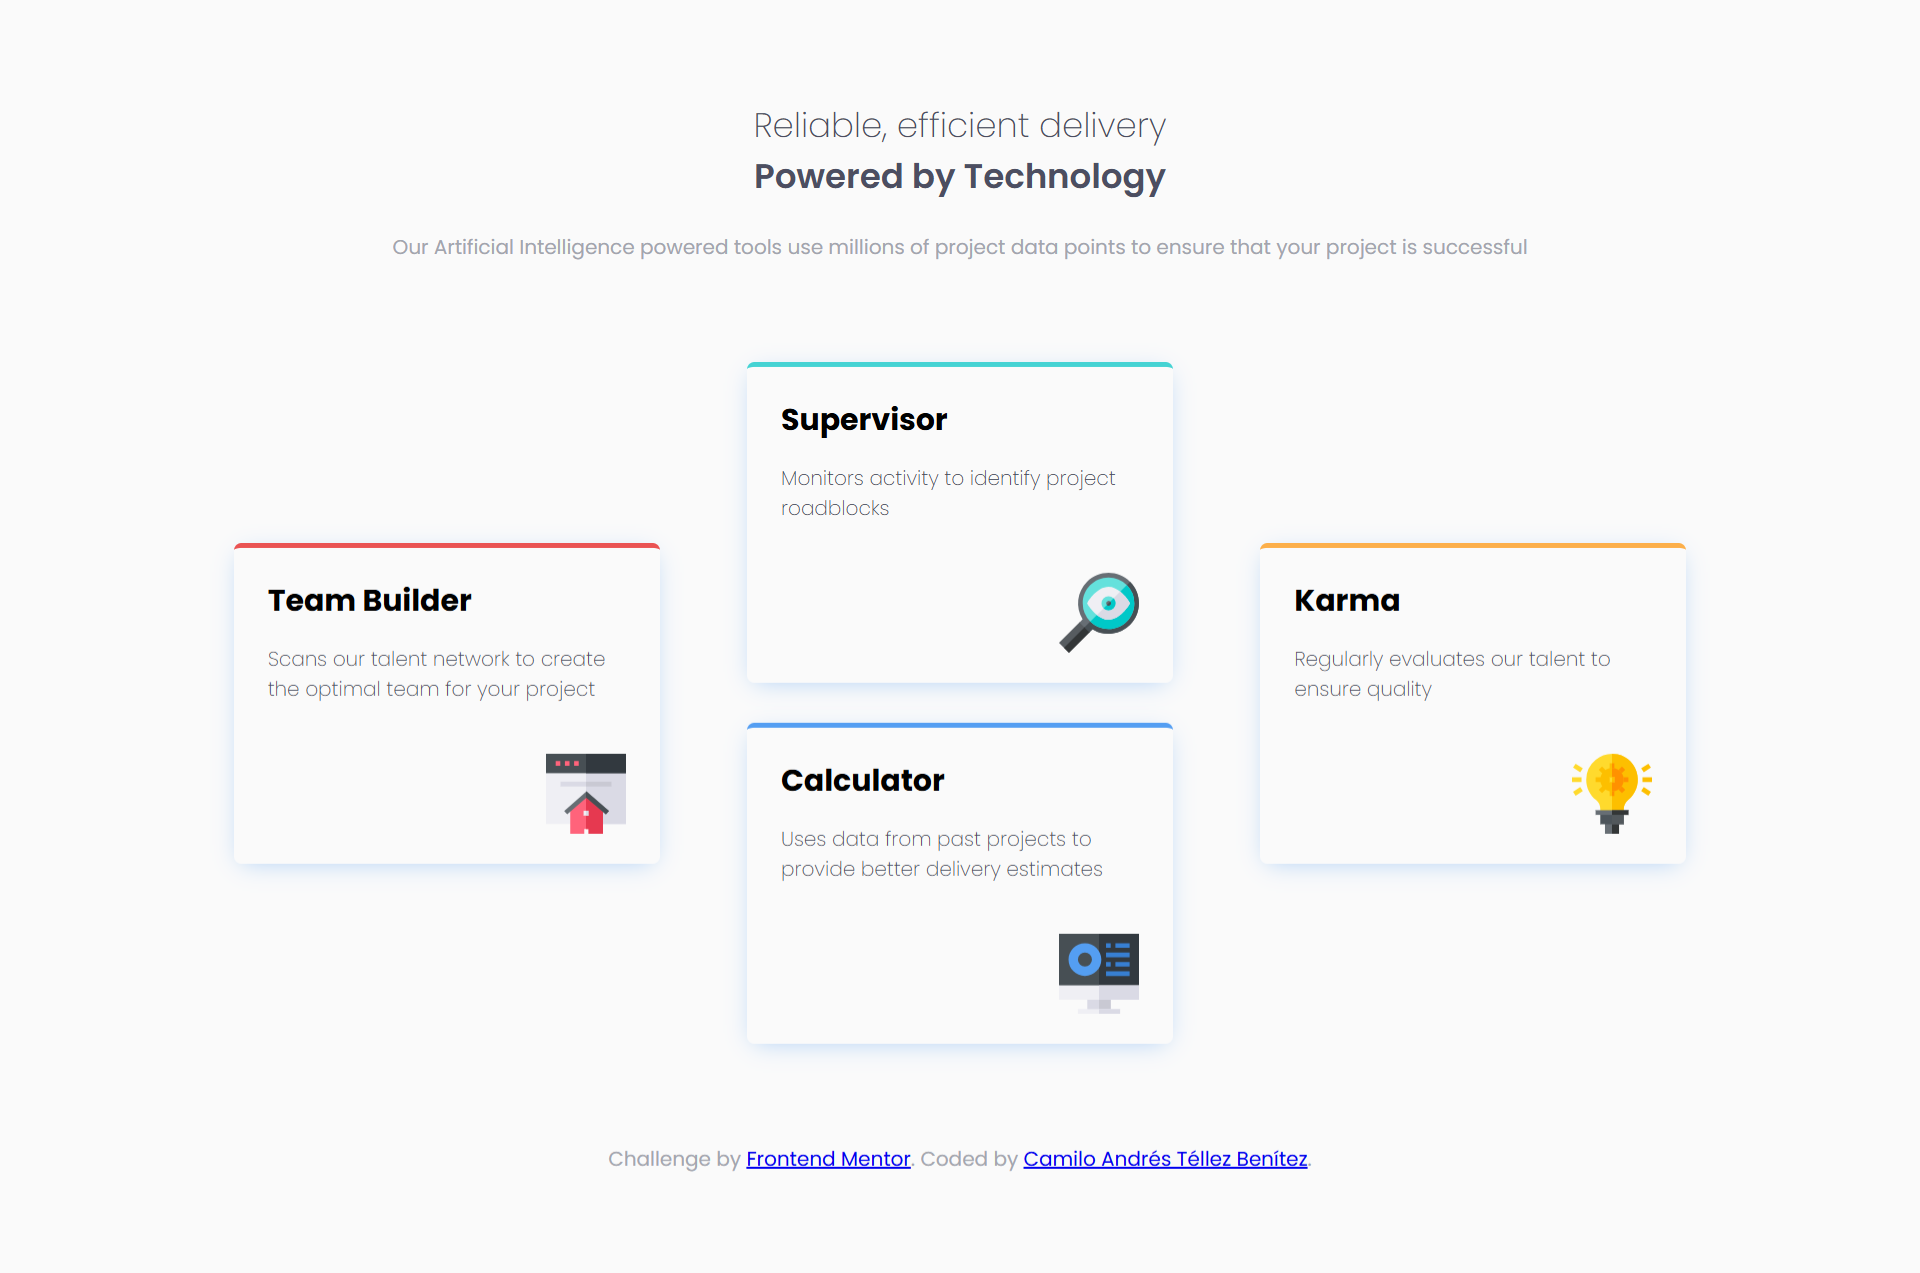 Reliable, efficient delivery
Powered by Technology
Our Artificial Intelligence powered tools use millions of project data points to ensure that your project is successful
Team Builder
Scans our talent network to create
the optimal team for your project
Supervisor
Monitors activity to identify project
roadblocks
Calculator
Uses data from past projects to
provide better delivery estimates
Karma
Regularly evaluates our talent to
ensure quality
Challenge by Frontend Mentor. Coded by Camilo Andrés Téllez Benítez.